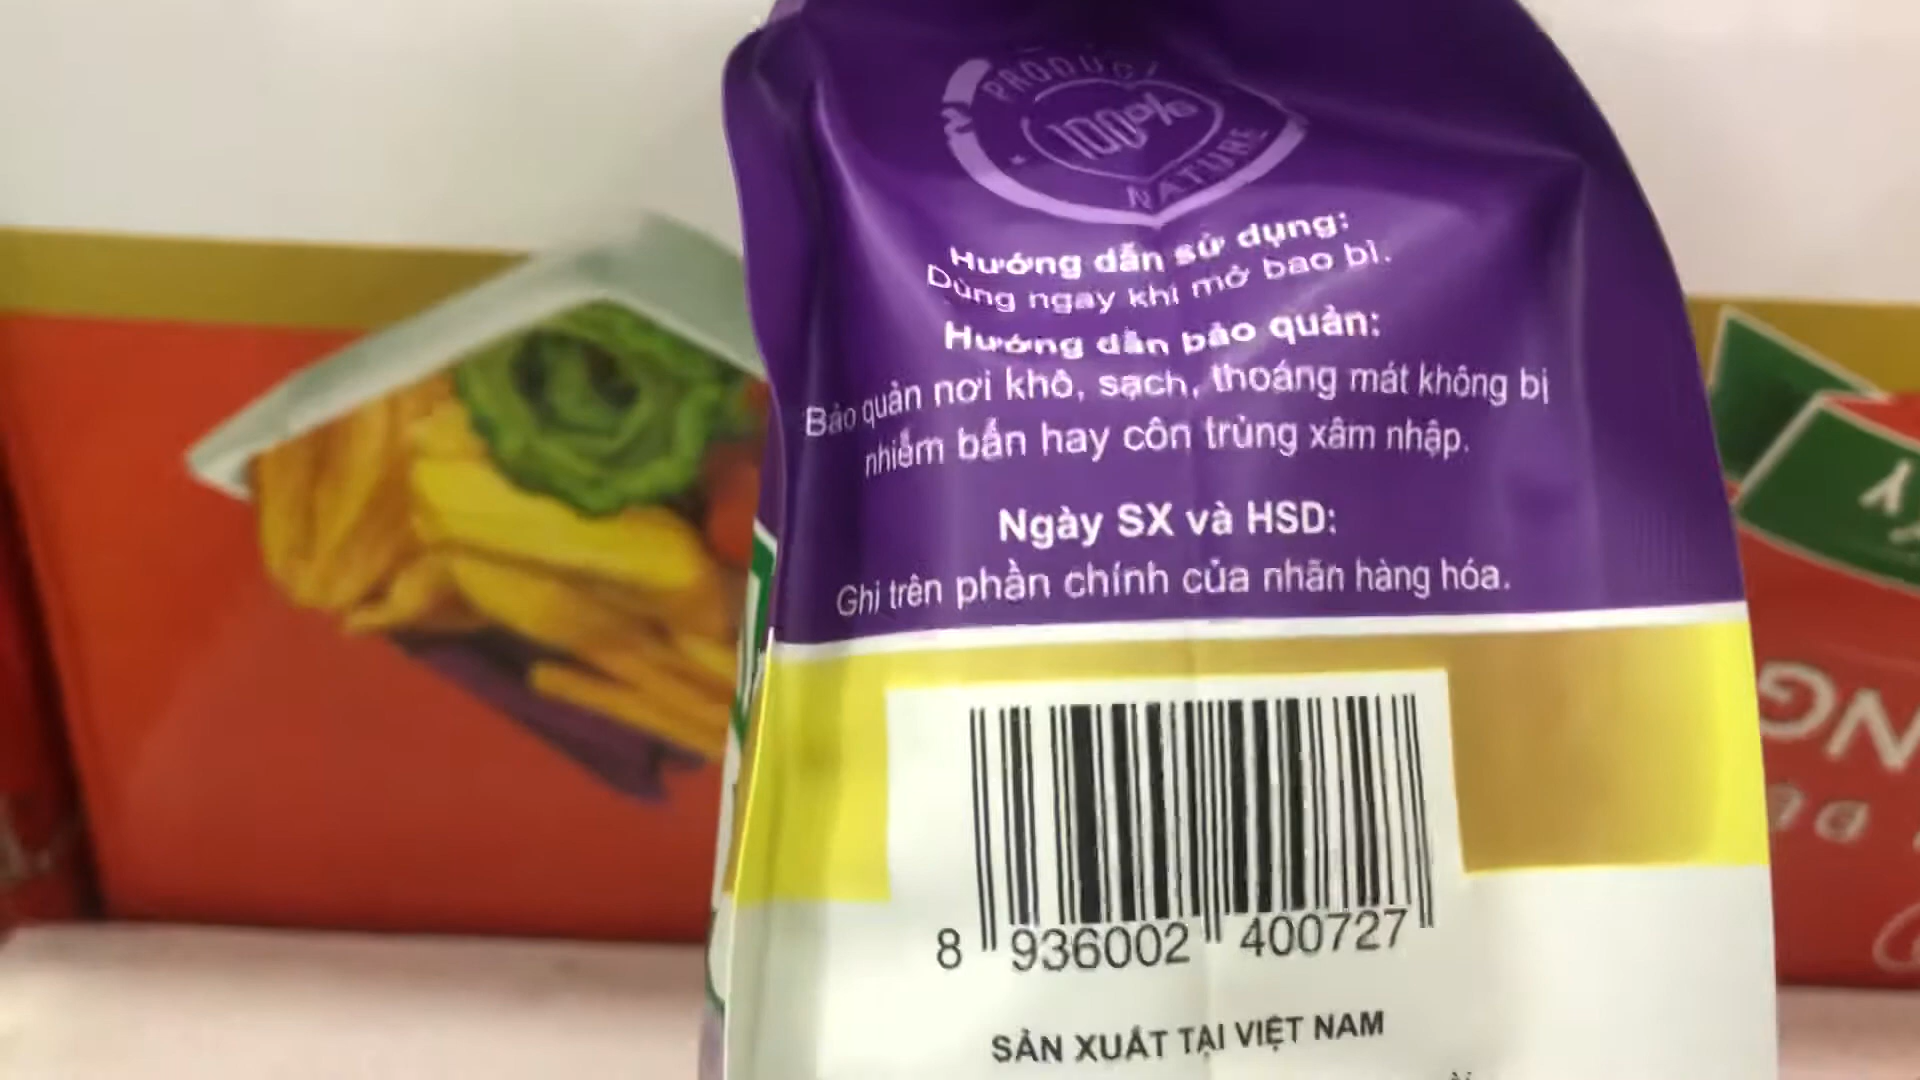 PRODUCT
100%
NATURE
Hướng dẫn sử dụng:
Dùng ngay khi mở bao bì.
Hướng dẫn bảo quản:
Bảo quản nơi khô, sạch, thoáng mát không bị
nhiễm bẩn hay côn trùng xâm nhập.
Ngày SX và HSD:
Ghi trên phần chính của nhãn hàng hóa.
8 936002 400727
SẢN XUẤT TẠI VIỆT NAM